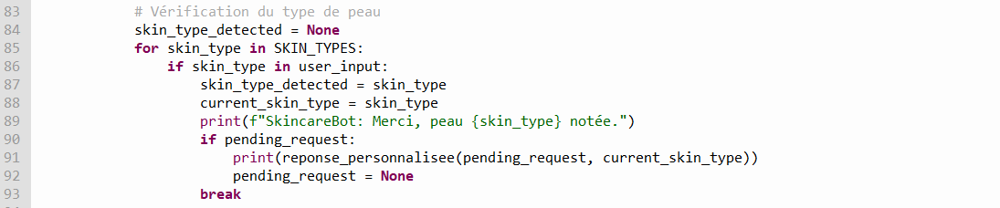 83 # Vérification du type de peau
84 skin_type_detected = None
85 for skin_type in SKIN_TYPES:
86 if skin_type in user_input:
87 skin_type_detected = skin_type
88 current_skin_type = skin_type
89 print(f"SkincareBot: Merci, peau {skin_type} notée.")
90 if pending_request:
91 print(reponse_personnalisee(pending_request, current_skin_type))
92 pending_request = None
93 break